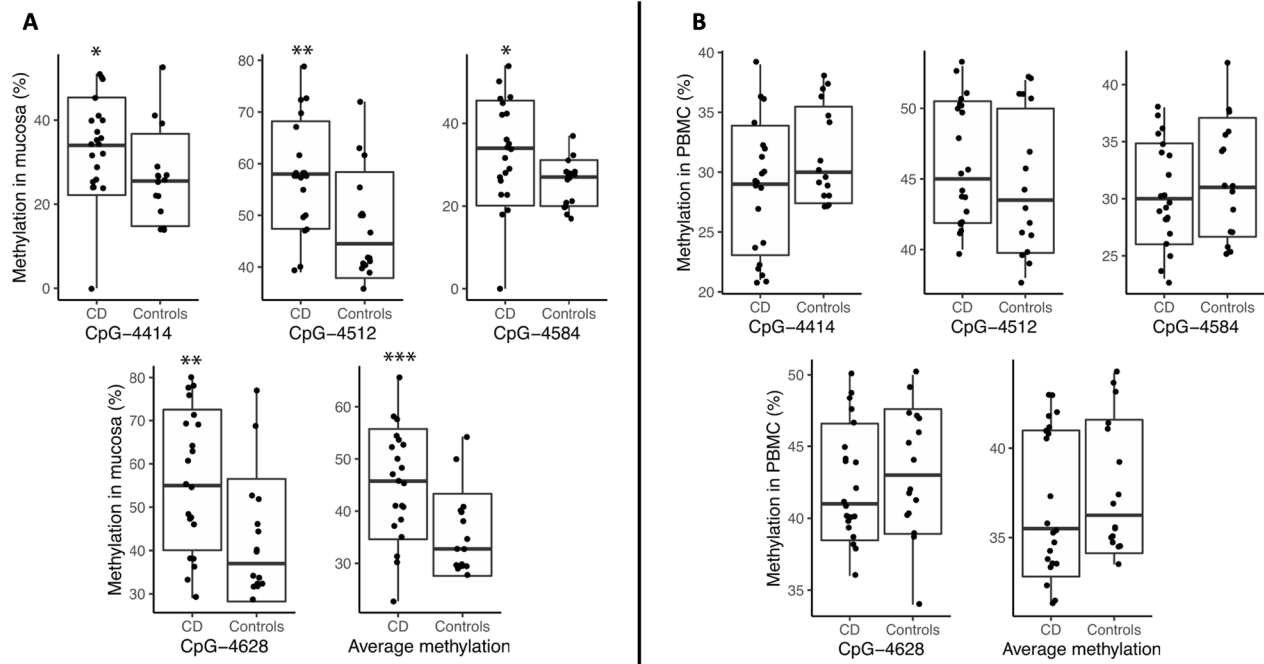 A
B
* ** *
Methylation in mucosa (%)
40
20
0
CD Controls
CpG−4414
80
70
60
50
40
CD Controls
CpG−4512
40
20
0
CD Controls
CpG−4584
** ***
Methylation in mucosa (%)
80
70
60
50
40
30
CD Controls
CpG−4628
60
50
40
30
CD Controls
Average methylation
Methylation in PBMC (%)
40
35
30
25
20
CD Controls
CpG−4414
50
45
40
CD Controls
CpG−4512
40
35
30
25
CD Controls
CpG−4584
Methylation in PBMC (%)
50
45
40
35
CD Controls
CpG−4628
40
35
CD Controls
Average methylation